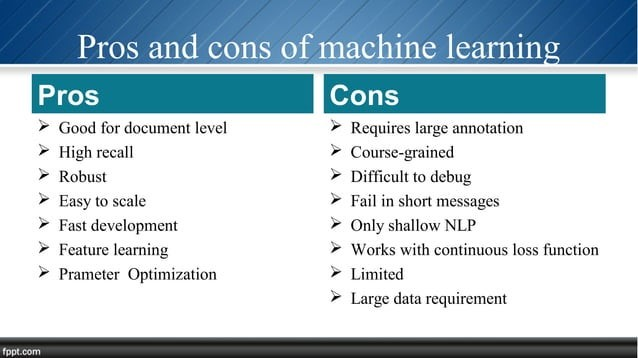 Pros and cons of machine learning
Pros
Good for document level
High recall
Robust
Easy to scale
Fast development
Feature learning
Prameter Optimization
Cons
Requires large annotation
Course-grained
Difficult to debug
Fail in short messages
Only shallow NLP
Works with continuous loss function
Limited
Large data requirement
fppt.com